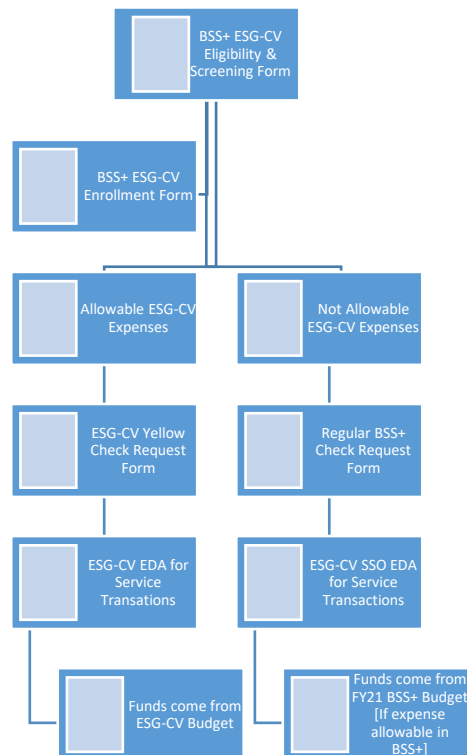 BSS+ ESG-CV
Eligibility &
Screening Form
BSS+ ESG-CV
Enrollment Form
Allowable ESG-CV
Expenses
Not Allowable
ESG-CV Expenses
ESG-CV Yellow
Check Request
Form
Regular BSS+
Check Request
Form
ESG-CV EDA for
Service
Transations
ESG-CV SSO EDA
for Service
Transactions
Funds come from
ESG-CV Budget
Funds come from
FY21 BSS+ Budget
[If expense
allowable in
BSS+]